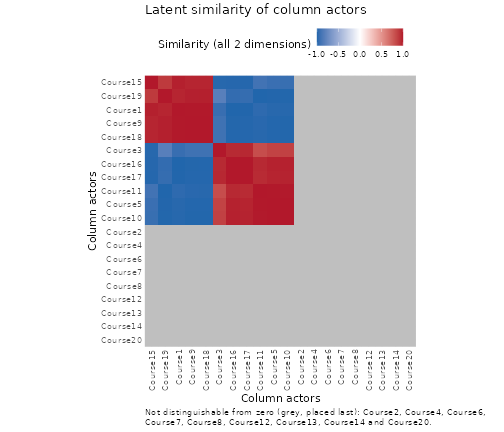 Latent similarity of column actors
Similarity (all 2 dimensions)
-1.0 -0.5 0.0 0.5 1.0
Column actors
Course15
Course19
Course1
Course9
Course18
Course3
Course16
Course17
Course11
Course5
Course10
Course2
Course4
Course6
Course7
Course8
Course12
Course13
Course14
Course20
Course15 Course19 Course1 Course9 Course18 Course3 Course16 Course17 Course11 Course5 Course10 Course2 Course4 Course6 Course7 Course8 Course12 Course13 Course14 Course20
Column actors
Not distinguishable from zero (grey, placed last): Course2, Course4, Course6,
Course7, Course8, Course12, Course13, Course14 and Course20.